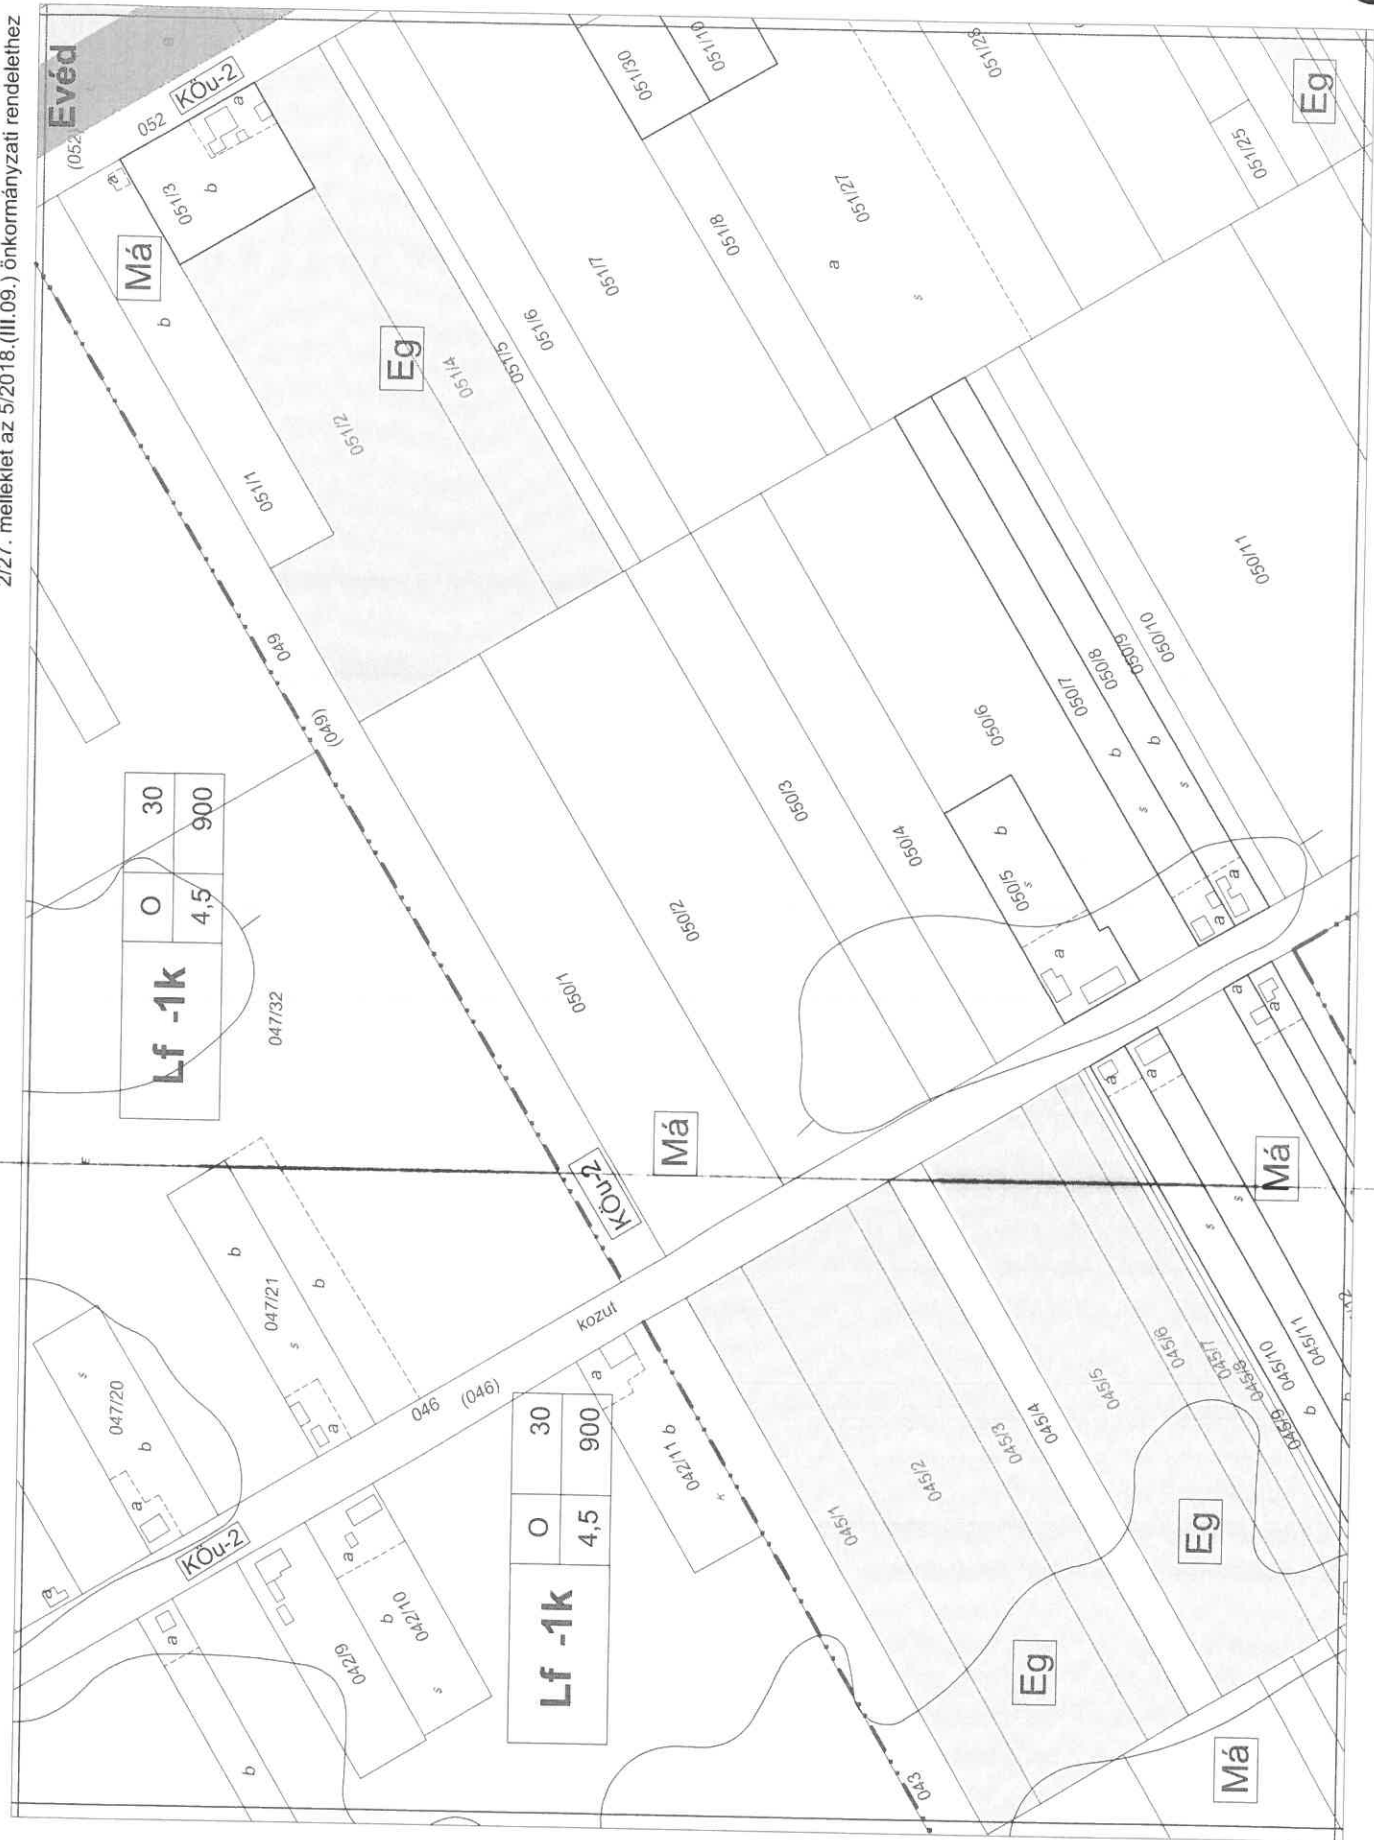 2/27. melléklet az 5/2018.(III.09.) önkormányzati rendelethez
Evéd
(052)
052
KÖu-2
a
a
051/3
b
Má
b
051/1
051/2
Eg
051/4
051/5
051/6
051/7
051/8
051/30
051/10
051/27
a
s
051/28
051/25
Eg
049
(049)
Lf -1k
O
30
4,5
900
047/32
050/1
050/2
050/3
050/4
050/5
s
b
a
050/6
050/7
050/8
050/9
050/10
050/11
b
b
s
s
a
a
Má
KÖu-2
047/21
b
b
s
a
047/20
s
b
a
a
046
(046)
közút
KÖu-2
a
b
042/9
042/10
b
a
s
Lf -1k
O
30
4,5
900
042/11 b
a
043
045/1
045/2
045/3
045/4
045/5
045/6
045/7
045/8
045/9
045/10
045/11
b
s
s
a
a
a
a
Má
Eg
Eg
Má